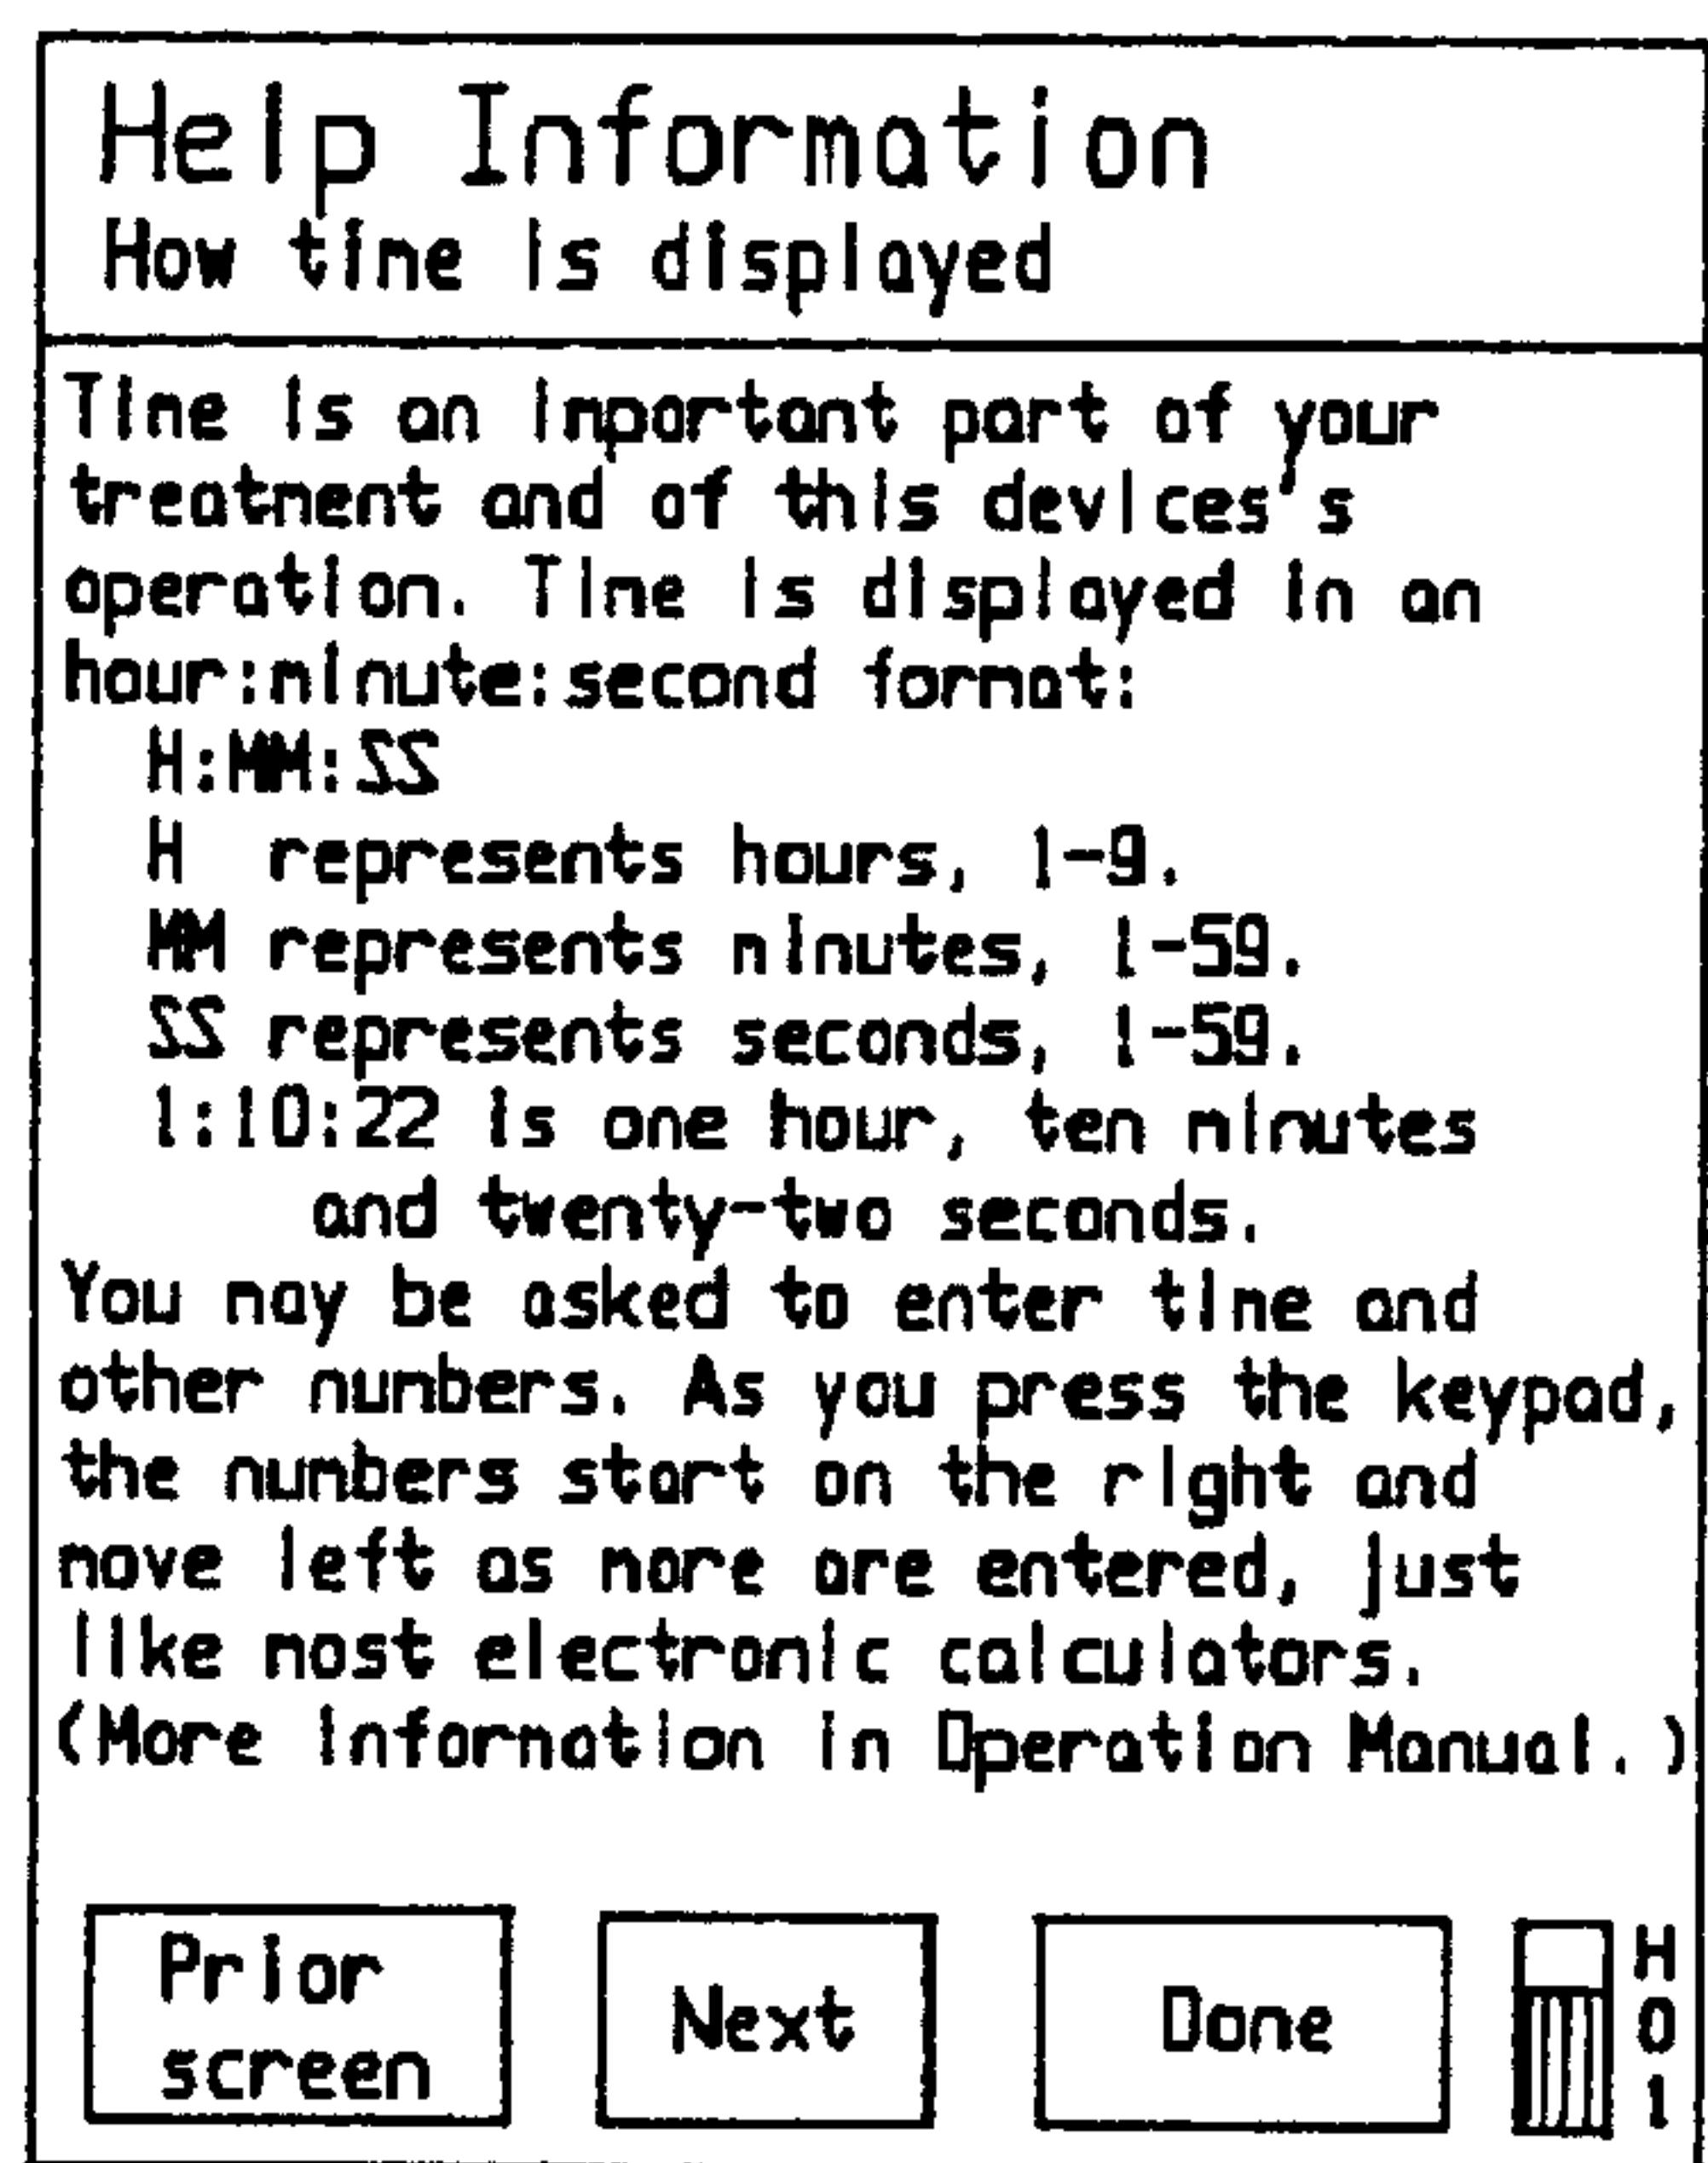 Help Information
How time is displayed
Time is an important part of your
treatment and of this devices's
operation. Time is displayed in an
hour:minute:second format:
H:MM:SS
H represents hours, 1-9.
MM represents minutes, 1-59.
SS represents seconds, 1-59.
1:10:22 is one hour, ten minutes
and twenty-two seconds.
You may be asked to enter time and
other numbers. As you press the keypad,
the numbers start on the right and
move left as more are entered, just
like most electronic calculators.
(More information in Operation Manual.)
Prior
screen
Next
Done
H
0
1